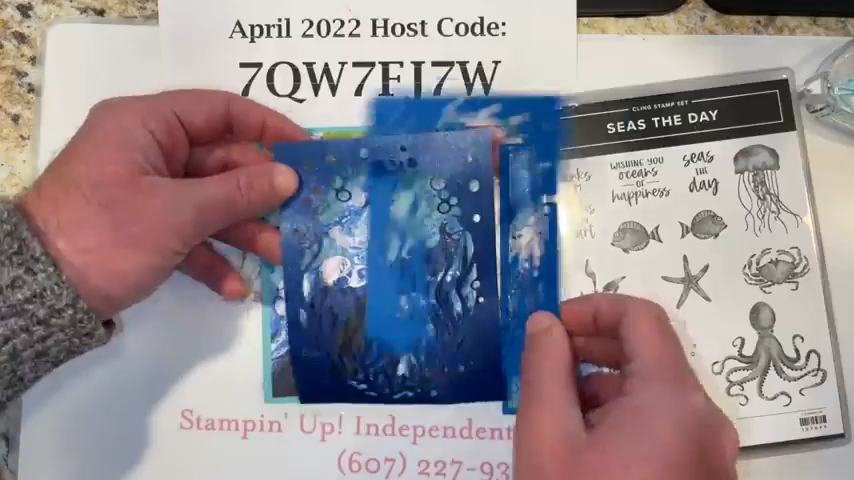 April 2022 Host Code:
7QW7FJ7W
CLING STAMP SET
SEAS THE DAY
WISHING YOU
oceans
OF
happiness
seas
THE
day
Stampin' Up! Independent
(607) 227-93